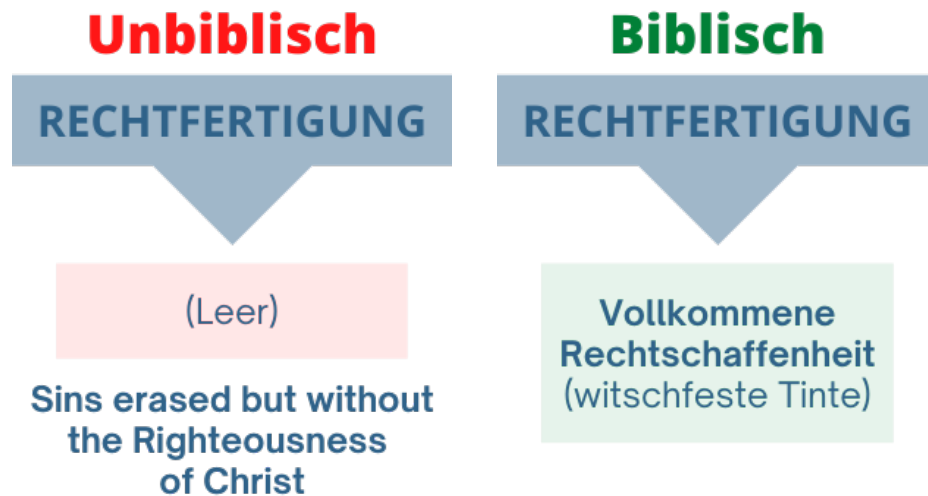 Unbiblisch
RECHTFERTIGUNG
(Leer)
Sins erased but without
the Righteousness
of Christ
Biblisch
RECHTFERTIGUNG
Vollkommene
Rechtschaffenheit
(witschfeste Tinte)